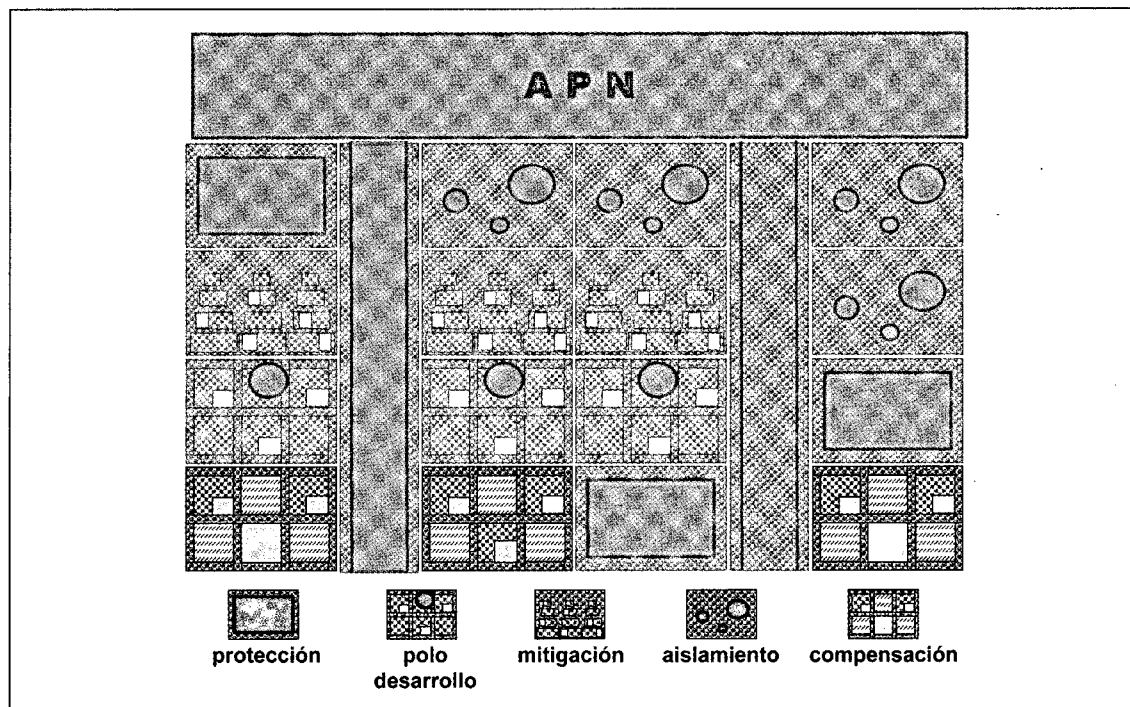 A P N
protección
polo
desarrollo
mitigación
aislamiento
compensación